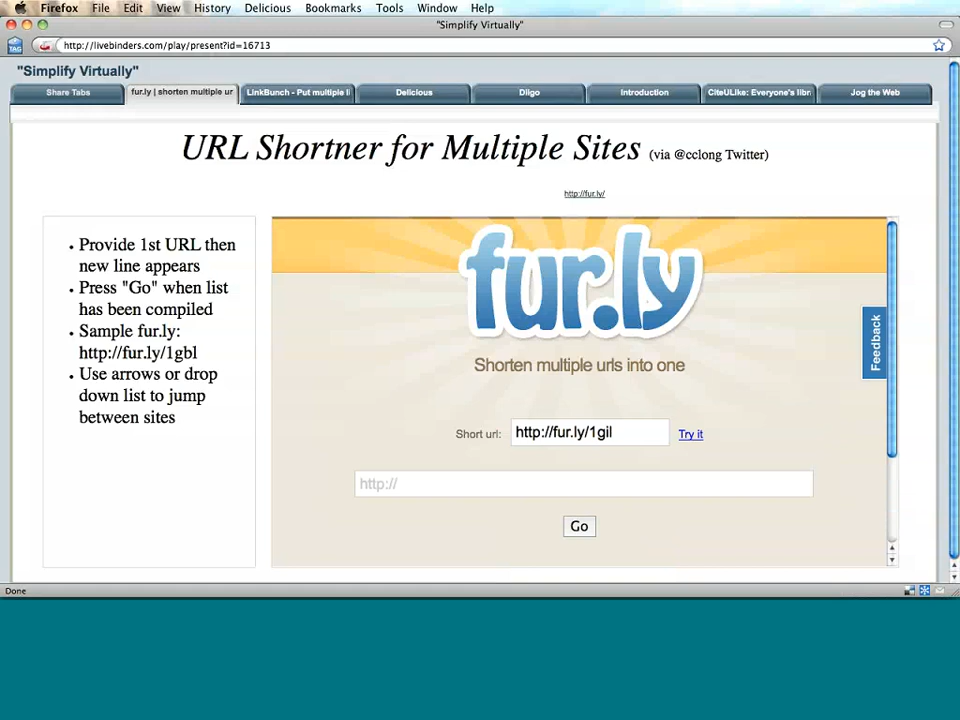 Firefox File Edit View History Delicious Bookmarks Tools Window Help
"Simplify Virtually"
TAG
http://livebinders.com/play/present?id=16713
"Simplify Virtually"
Share Tabs
fur.ly | shorten multiple ur
LinkBunch - Put multiple li
Delicious
Diigo
Introduction
CiteULike: Everyone's libr
Jog the Web
URL Shortner for Multiple Sites (via @cclong Twitter)
http://fur.ly/
• Provide 1st URL then
new line appears
• Press "Go" when list
has been compiled
• Sample fur.ly:
http://fur.ly/1gbl
• Use arrows or drop
down list to jump
between sites
fur.ly
Shorten multiple urls into one
Feedback
Short url: http://fur.ly/1gil Try it
http://
Go
Done